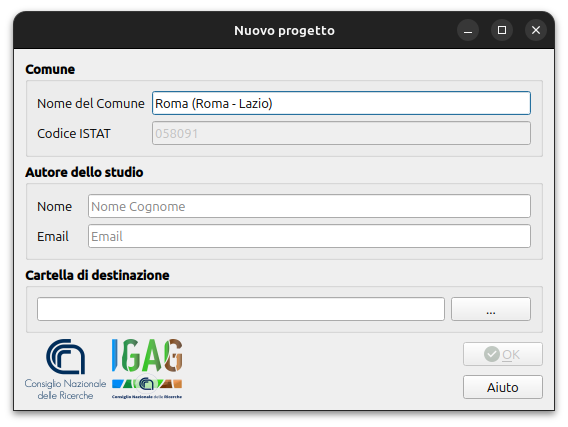 Nuovo progetto
Comune
Nome del Comune Roma (Roma - Lazio)
Codice ISTAT 058091
Autore dello studio
Nome Nome Cognome
Email Email
Cartella di destinazione
...
OK
Aiuto
Consiglio Nazionale
delle Ricerche
IGAG
Consiglio Nazionale delle Ricerche